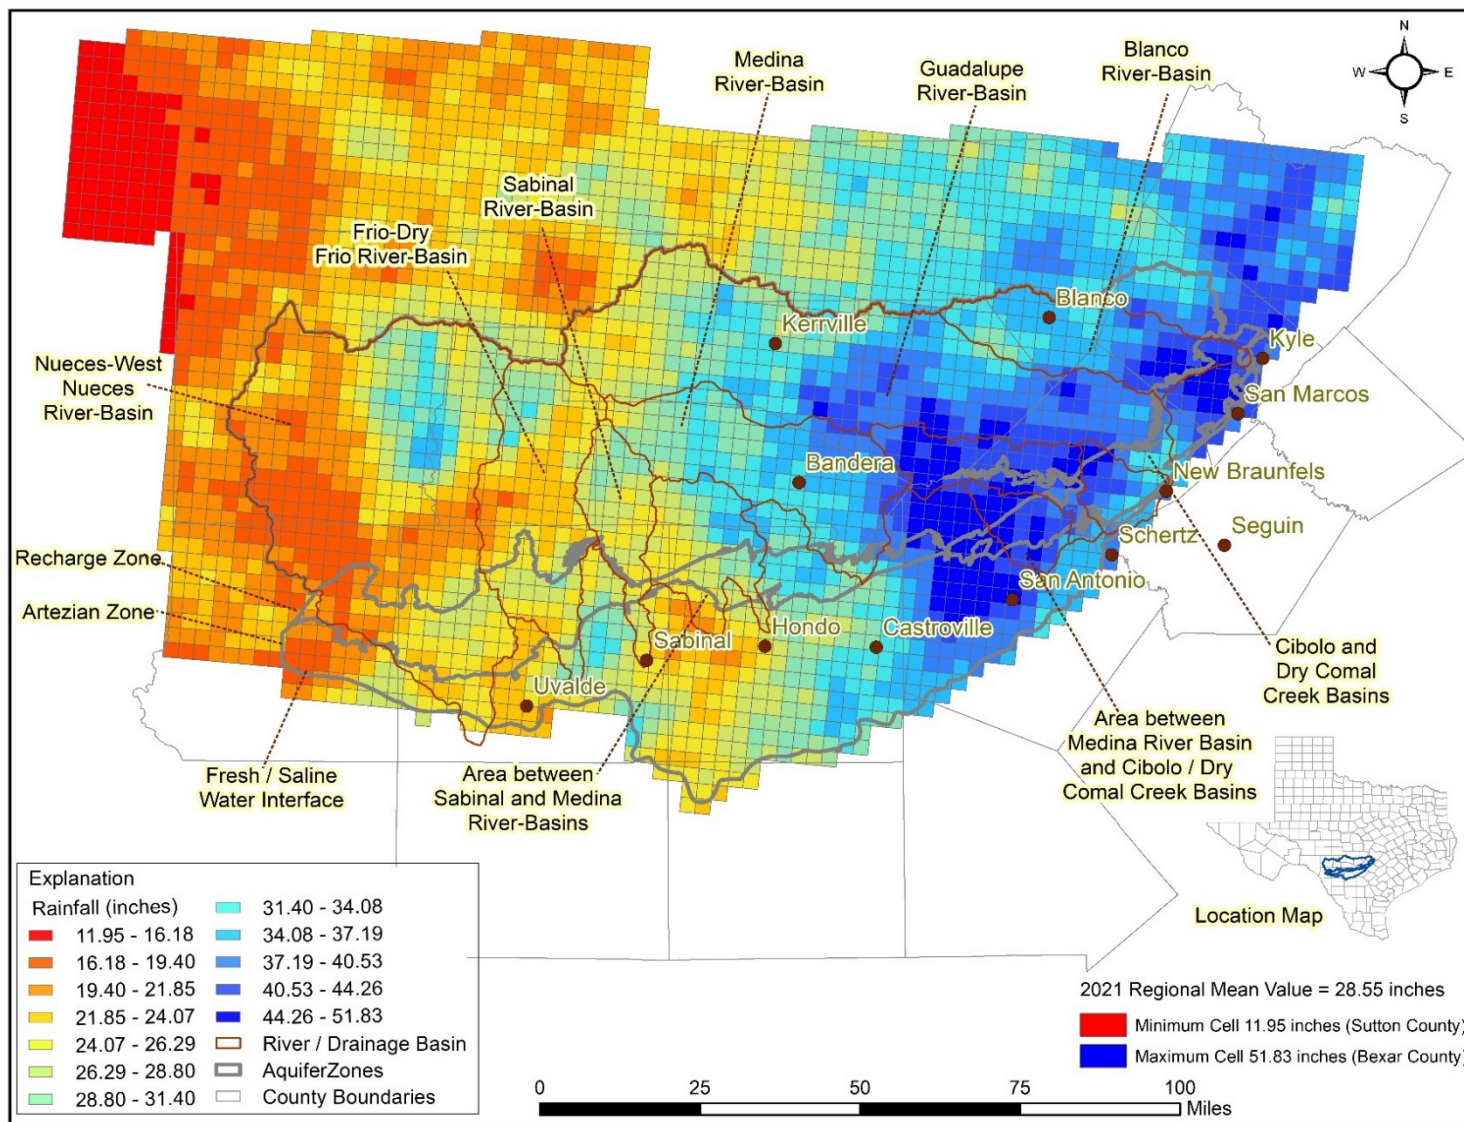 N
W
E
S
Medina
River-Basin
Guadalupe
River-Basin
Blanco
River-Basin
Sabinal
River-Basin
Frio-Dry
Frio River-Basin
Nueces-West
Nueces
River-Basin
Recharge Zone
Artezian Zone
Fresh / Saline
Water Interface
Area between
Sabinal and Medina
River-Basins
Area between
Medina River Basin
and Cibolo / Dry
Comal Creek Basins
Cibolo and
Dry Comal
Creek Basins
Blanco
Kerrville
Kyle
San Marcos
Bandera
New Braunfels
Schertz
Seguin
San Antonio
Sabinal
Hondo
Castroville
Uvalde
Explanation
Rainfall (inches)
11.95 - 16.18
16.18 - 19.40
19.40 - 21.85
21.85 - 24.07
24.07 - 26.29
26.29 - 28.80
28.80 - 31.40
31.40 - 34.08
34.08 - 37.19
37.19 - 40.53
40.53 - 44.26
44.26 - 51.83
River / Drainage Basin
AquiferZones
County Boundaries
Location Map
2021 Regional Mean Value = 28.55 inches
Minimum Cell 11.95 inches (Sutton County)
Maximum Cell 51.83 inches (Bexar County)
0 25 50 75 100
Miles